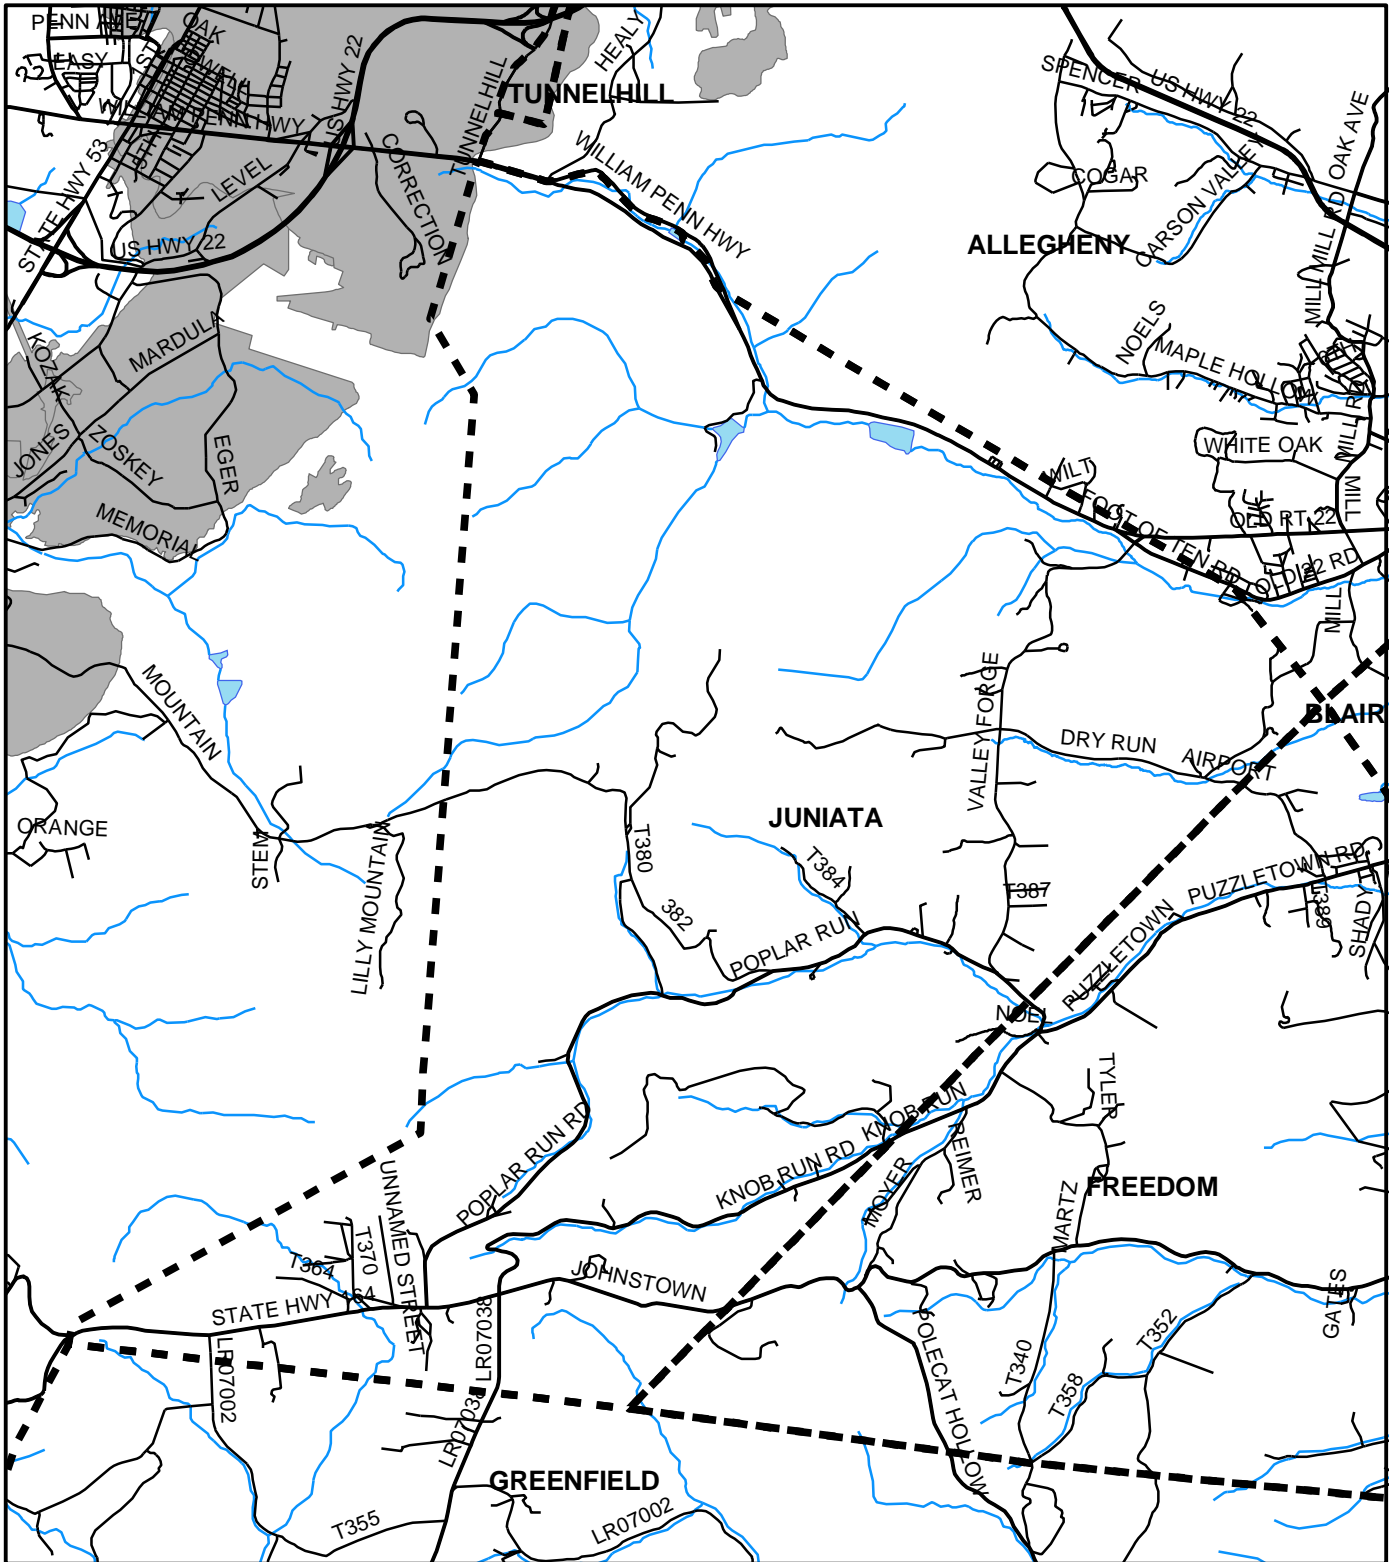 PENN AVE
OAK
EASY
HEALY
TUNNELHILL
US HWY 22
TUNNELHILL
SPENCER
US HWY 22
WILLIAM PENN HWY
CORRECTION
LEVEL
STATE HWY 53
US HWY 22
WILLIAM PENN HWY
COGAR
CARSON VALLEY
OAK AVE
MILL RD
MILL
ALLEGHENY
NOELS
MAPLE HOLLOW
KOZAK
MARDULA
JONES
ZOSKEY
EGER
MEMORIAL
WHITE OAK
MILL RD
MILL
WILT
FOOT OF TEN RD
OLD RT 22
OLD 22 RD
MILL
MOUNTAIN
VALLEY FORGE
BLAIR
DRY RUN
AIRPORT
ORANGE
STEM
LILLY MOUNTAIN
JUNIATA
T380
382
T384
T387
POPLAR RUN
PUZZLETOWN RD
PUZZLETOWN
T389
SHADY
NOEL
TYLER
KNOB RUN
KNOB RUN RD
REIMER
MOYER
MARTZ
FREEDOM
POPLAR RUN RD
UNNAMED STREET
T370
T364
STATE HWY 164
JOHNSTOWN
LR07038
LR07002
POLECAT HOLLOW
T340
T358
T352
GATES
LR07038
GREENFIELD
T355
LR07002